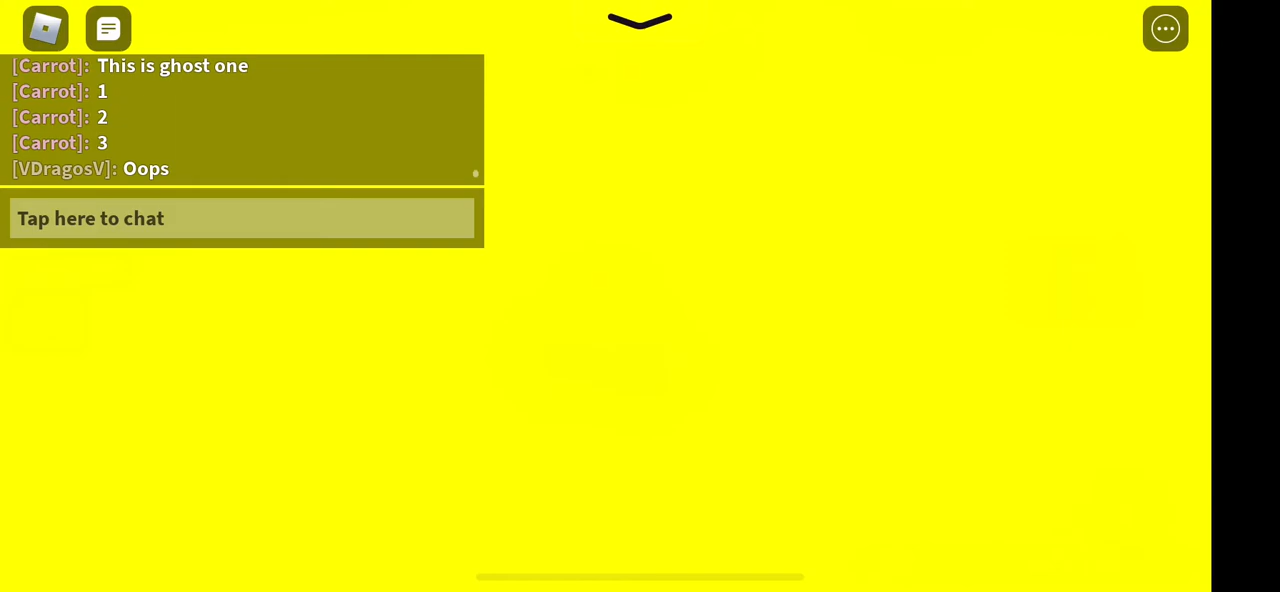 [Carrot]: This is ghost one
[Carrot]: 1
[Carrot]: 2
[Carrot]: 3
[VDragosV]: Oops
Tap here to chat